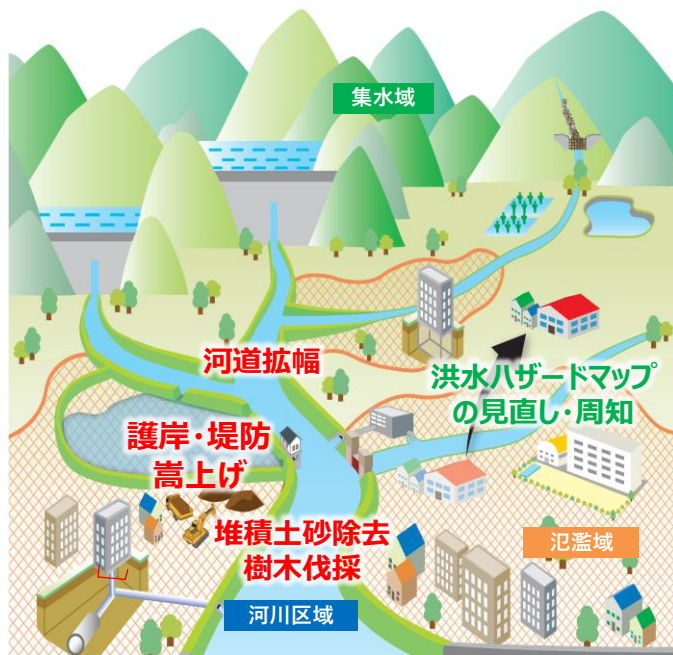 集水域
河道拡幅
洪水ハザードマップ
の見直し・周知
護岸・堤防
嵩上げ
堆積土砂除去
樹木伐採
氾濫域
河川区域